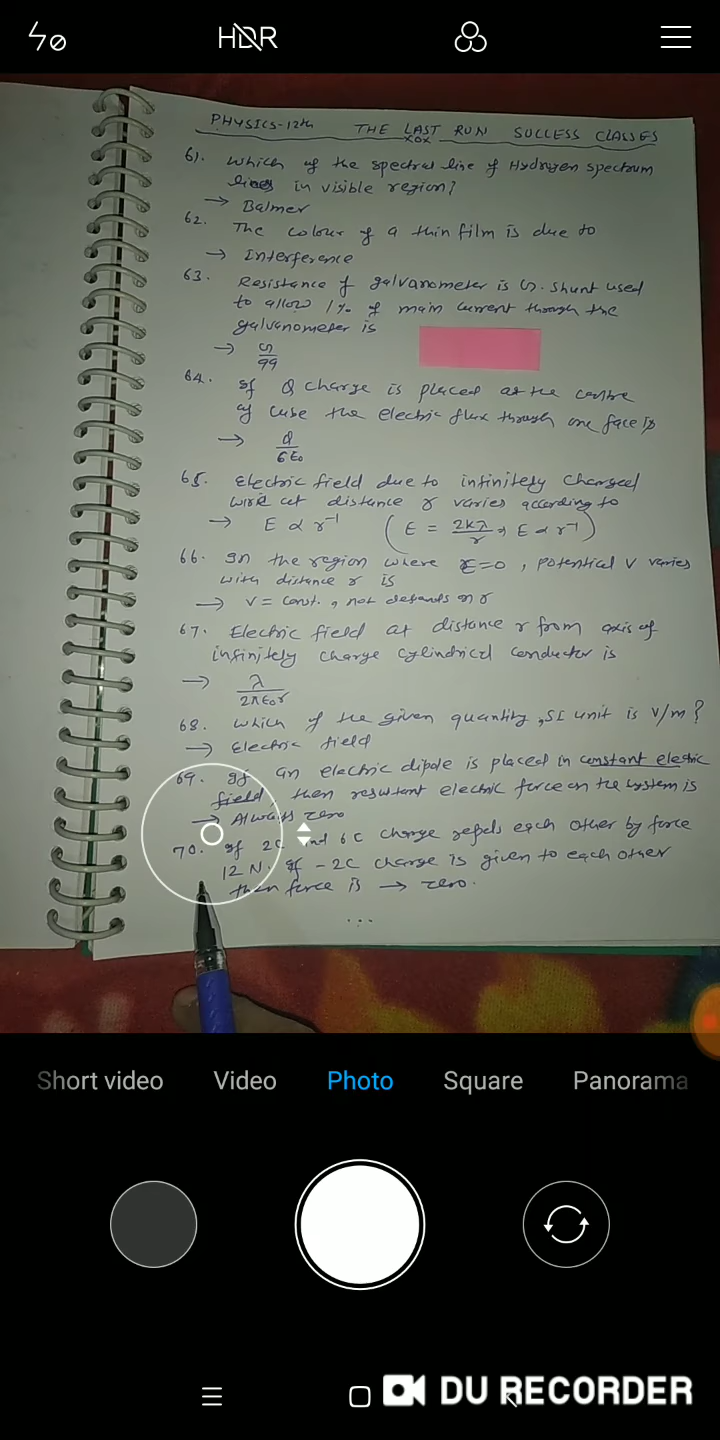 HDR
PHYSICS-12th THE LAST RUN SUCCESS CLASSES
XOX
61. Which of the spectral line of Hydrogen spectrum
lines in visible region?
→ Balmer
62. The colour of a thin film is due to
→ Interference
63. Resistance of galvanometer is G. shunt used
to allow 1% of main current through the
galvanometer is
→ G/99
64. If Q charge is placed at the centre
of cube the electric flux through one face is
→ Q/6ε₀
65. Electric field due to infinitely charged
wire at distance r varies according to
→ E ∝ r⁻¹ (E = 2Kλ/r ⇒ E ∝ r⁻¹)
66. In the region where E=0, potential V varies
with distance r is
→ V = const., not depends on r
67. Electric field at distance r from axis of
infinitely charge cylindrical conductor is
→ λ/2πε₀r
68. Which of the given quantity, SI unit is V/m?
→ Electric field
69. If an electric dipole is placed in constant electric
field, then resultant electric force on the system is
→ Always zero
70. If 2C and 6C charge repels each other by force
12 N. If -2C charge is given to each other
then force is → zero.
...
Short video Video Photo Square Panorama
DU RECORDER